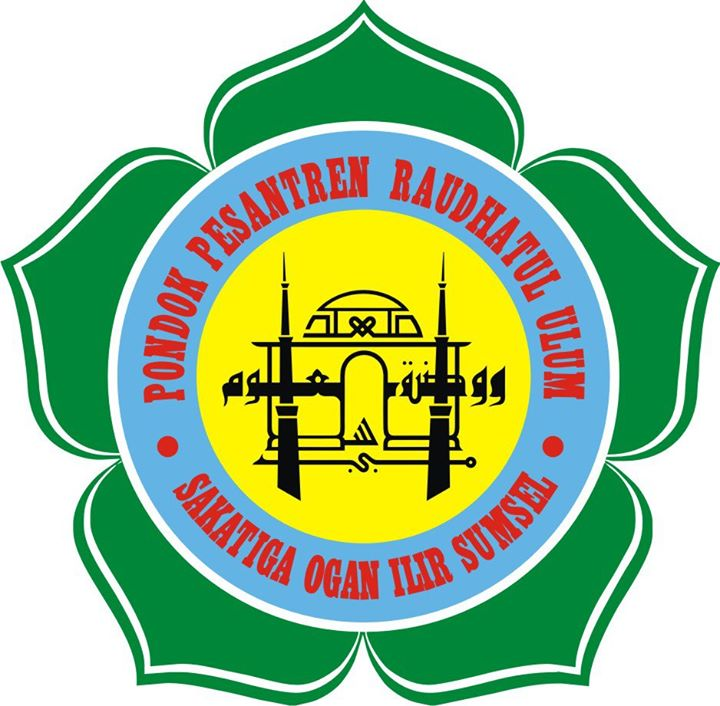 PONDOK PESANTREN RAUDHATUL ULUM
SAKATIGA OGAN ILIR SUMSEL